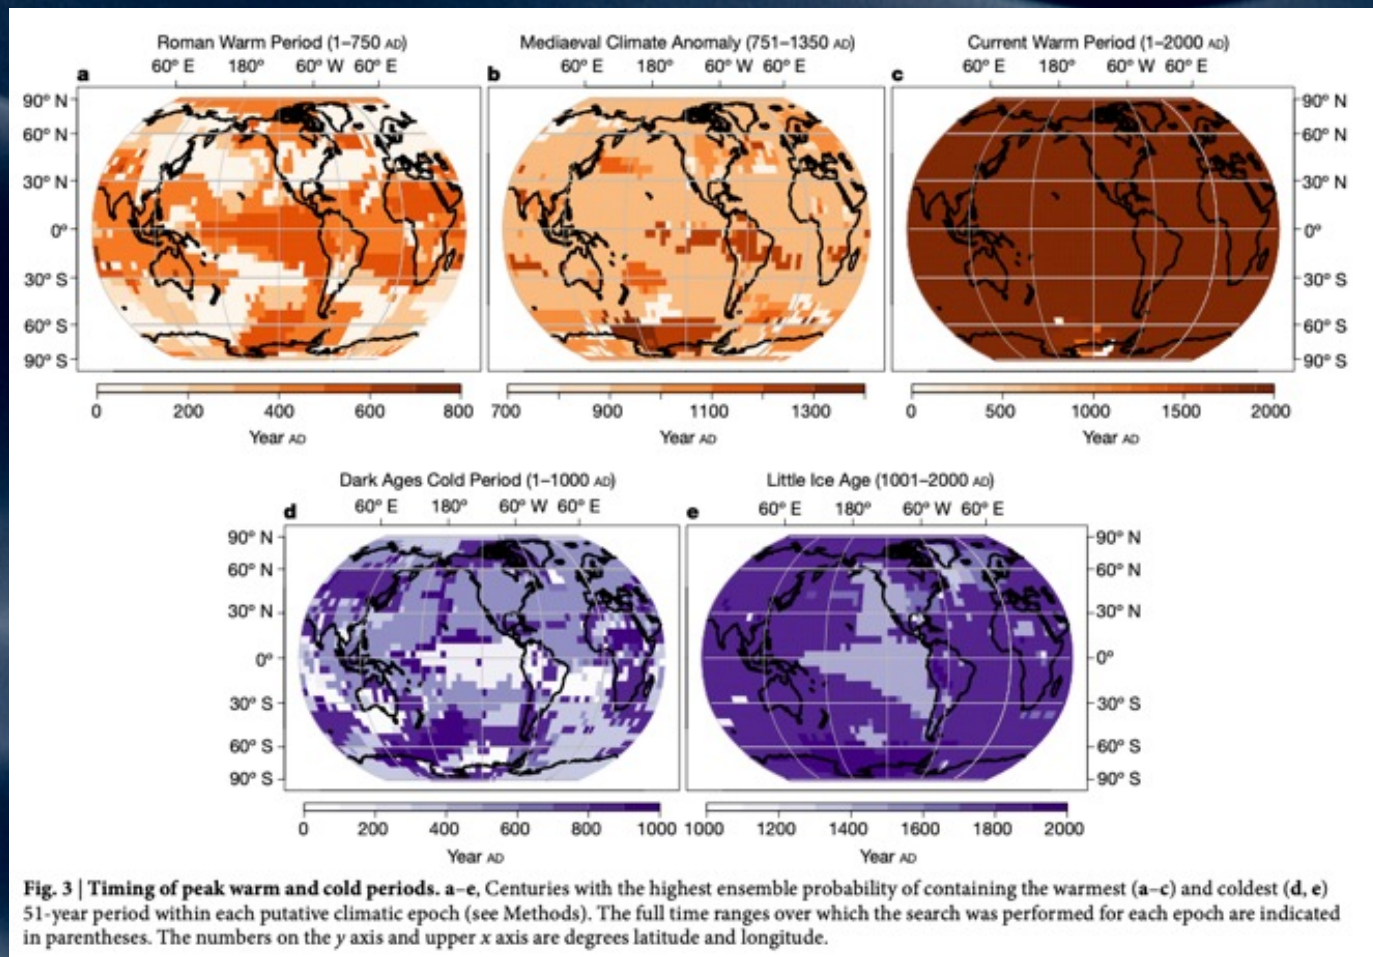 Roman Warm Period (1–750 AD)
Mediaeval Climate Anomaly (751–1350 AD)
Current Warm Period (1–2000 AD)
a 60° E 180° 60° W 60° E
b 60° E 180° 60° W 60° E
c 60° E 180° 60° W 60° E
90° N 90° N
60° N 60° N
30° N 30° N
0° 0°
30° S 30° S
60° S 60° S
90° S 90° S
0 200 400 600 800
700 900 1100 1300
0 500 1000 1500 2000
Year AD
Year AD
Year AD
Dark Ages Cold Period (1–1000 AD)
Little Ice Age (1001–2000 AD)
d 60° E 180° 60° W 60° E
e 60° E 180° 60° W 60° E
90° N 90° N
60° N 60° N
30° N 30° N
0° 0°
30° S 30° S
60° S 60° S
90° S 90° S
0 200 400 600 800 1000
1000 1200 1400 1600 1800 2000
Year AD
Year AD
Fig. 3 | Timing of peak warm and cold periods. a–e, Centuries with the highest ensemble probability of containing the warmest (a–c) and coldest (d, e)
51-year period within each putative climatic epoch (see Methods). The full time ranges over which the search was performed for each epoch are indicated
in parentheses. The numbers on the y axis and upper x axis are degrees latitude and longitude.